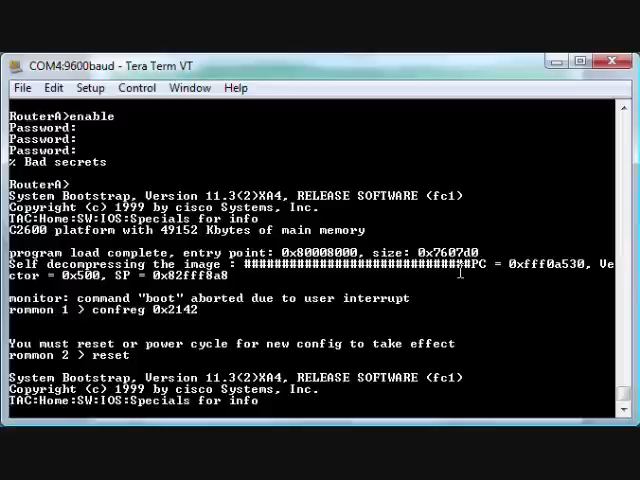 COM4:9600baud - Tera Term VT
File Edit Setup Control Window Help
RouterA>enable
Password:
Password:
Password:
% Bad secrets
RouterA>
System Bootstrap, Version 11.3(2)XA4, RELEASE SOFTWARE (fc1)
Copyright (c) 1999 by cisco Systems, Inc.
TAC:Home:SW:IOS:Specials for info
C2600 platform with 49152 Kbytes of main memory
program load complete, entry point: 0x80008000, size: 0x7607d0
Self decompressing the image : #############################PC = 0xfff0a530, Ve
ctor = 0x500, SP = 0x82fff8a8
monitor: command "boot" aborted due to user interrupt
rommon 1 > confreg 0x2142
You must reset or power cycle for new config to take effect
rommon 2 > reset
System Bootstrap, Version 11.3(2)XA4, RELEASE SOFTWARE (fc1)
Copyright (c) 1999 by cisco Systems, Inc.
TAC:Home:SW:IOS:Specials for info